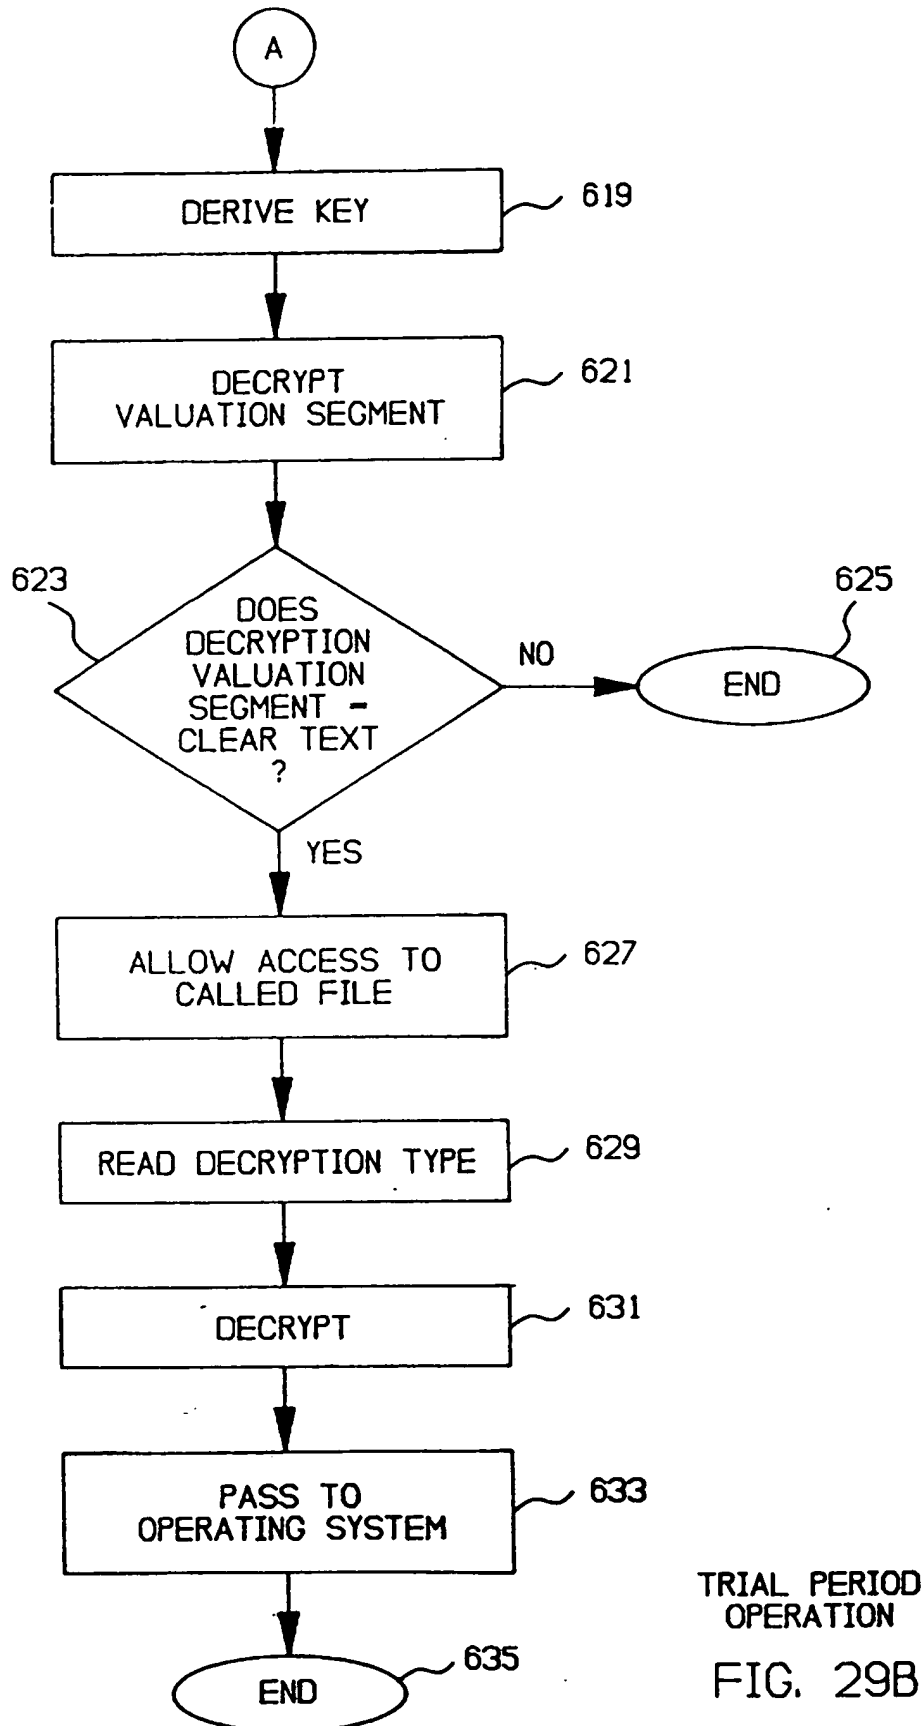 A
DERIVE KEY
619
DECRYPT
VALUATION SEGMENT
621
623
DOES
DECRYPTION
VALUATION
SEGMENT =
CLEAR TEXT
?
NO
625
END
YES
ALLOW ACCESS TO
CALLED FILE
627
READ DECRYPTION TYPE
629
DECRYPT
631
PASS TO
OPERATING SYSTEM
633
END
635
TRIAL PERIOD
OPERATION
FIG. 29B